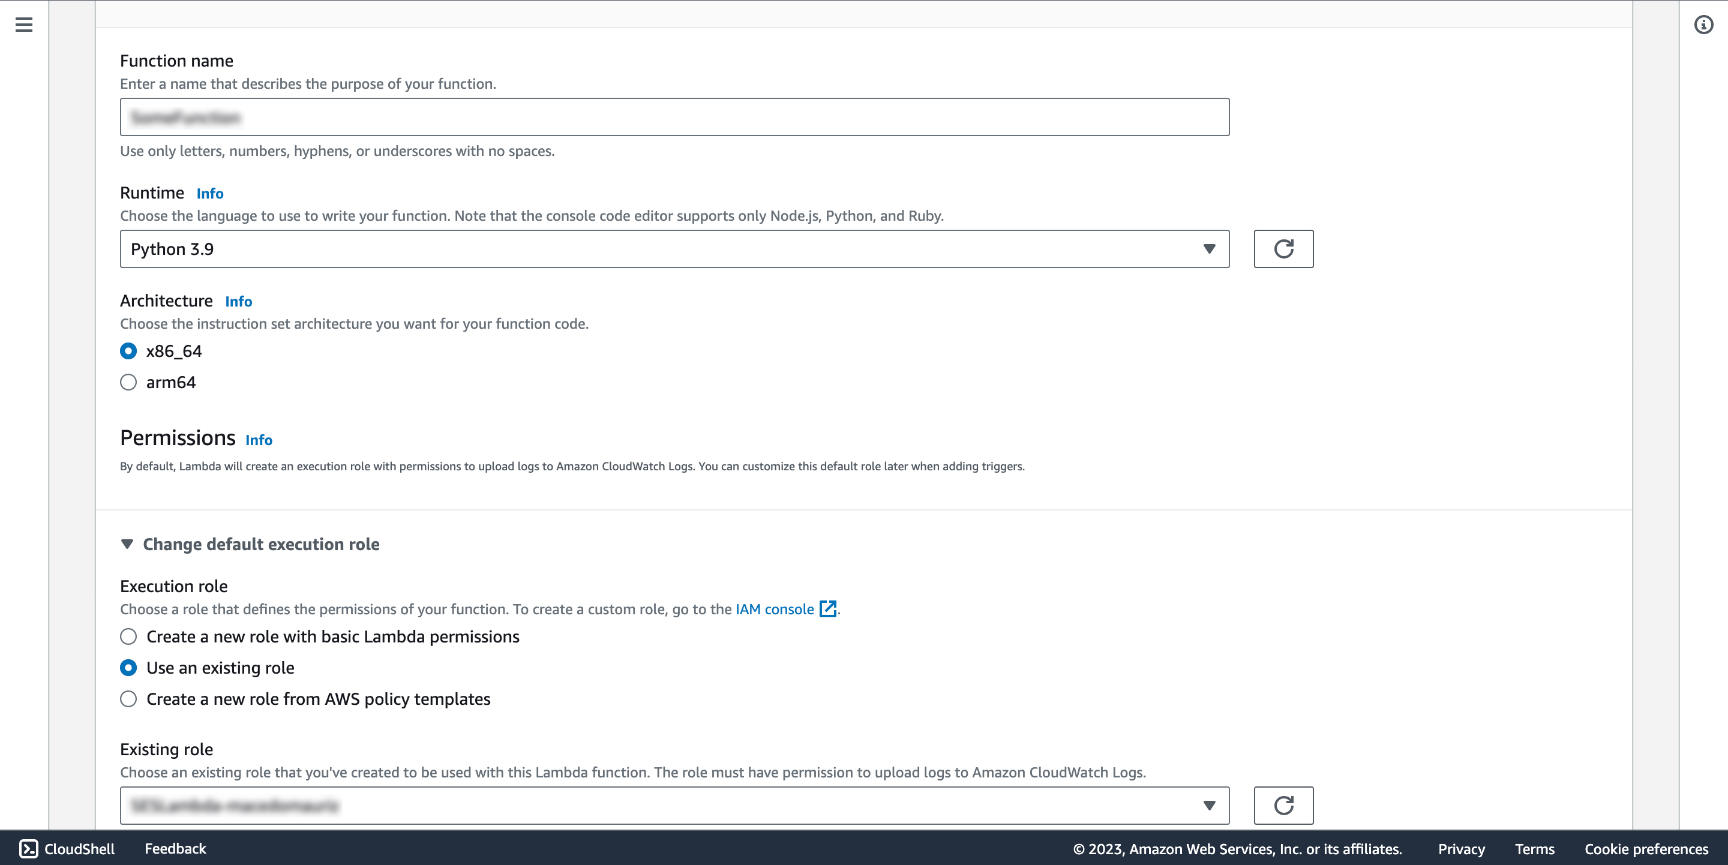 Function name
Enter a name that describes the purpose of your function.
SomeFunction
Use only letters, numbers, hyphens, or underscores with no spaces.
Runtime Info
Choose the language to use to write your function. Note that the console code editor supports only Node.js, Python, and Ruby.
Python 3.9
Architecture Info
Choose the instruction set architecture you want for your function code.
x86_64
arm64
Permissions Info
By default, Lambda will create an execution role with permissions to upload logs to Amazon CloudWatch Logs. You can customize this default role later when adding triggers.
Change default execution role
Execution role
Choose a role that defines the permissions of your function. To create a custom role, go to the IAM console.
Create a new role with basic Lambda permissions
Use an existing role
Create a new role from AWS policy templates
Existing role
Choose an existing role that you've created to be used with this Lambda function. The role must have permission to upload logs to Amazon CloudWatch Logs.
CloudShell Feedback © 2023, Amazon Web Services, Inc. or its affiliates. Privacy Terms Cookie preferences